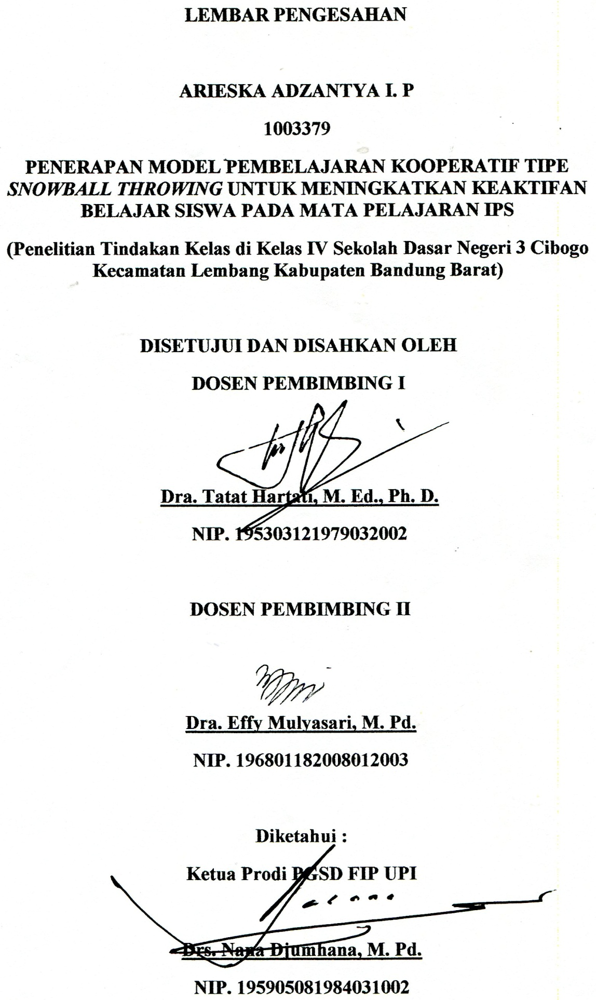 LEMBAR PENGESAHAN
ARIESKA ADZANTYA I. P
1003379
PENERAPAN MODEL PEMBELAJARAN KOOPERATIF TIPE
SNOWBALL THROWING UNTUK MENINGKATKAN KEAKTIFAN
BELAJAR SISWA PADA MATA PELAJARAN IPS
(Penelitian Tindakan Kelas di Kelas IV Sekolah Dasar Negeri 3 Cibogo
Kecamatan Lembang Kabupaten Bandung Barat)
DISETUJUI DAN DISAHKAN OLEH
DOSEN PEMBIMBING I
Dra. Tatat Hartati, M. Ed., Ph. D.
NIP. 195303121979032002
DOSEN PEMBIMBING II
Dra. Effy Mulyasari, M. Pd.
NIP. 196801182008012003
Diketahui :
Ketua Prodi PGSD FIP UPI
Drs. Nana Djumhana, M. Pd.
NIP. 195905081984031002